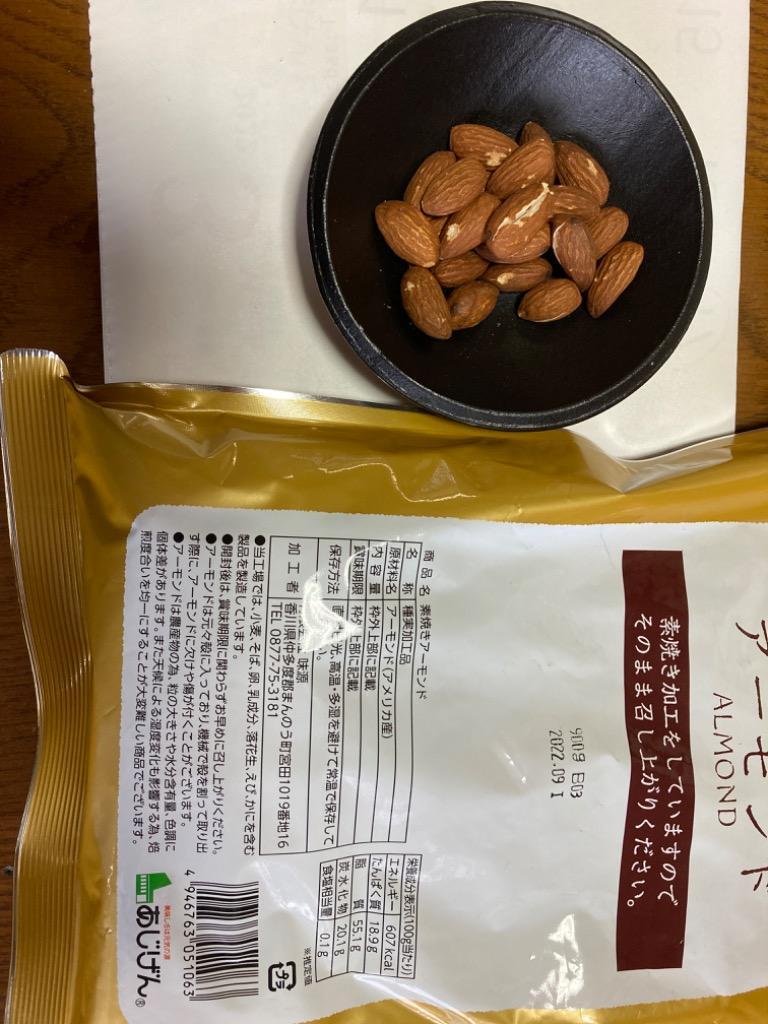 アーモンド
ALMOND
素焼き加工をしていますので
そのまま召し上がりください。
900g E03
2022.09 I
商品名 素焼きアーモンド
名称 種実加工品
原材料名 アーモンド(アメリカ産)
内容量 枠外上部に記載
賞味期限 枠外上部に記載
保存方法 光、高温・多湿を避けて常温で保存して
加工者 味源
香川県仲多度郡まんのう町宮田1019番地16
TEL 0877-75-3181
●当工場では、小麦、そば、卵、乳成分、落花生、えび、かにを含む
製品を製造しています。
●開封後は、賞味期限に関わらずお早めに召し上がりください。
●アーモンドは元々殻に入っており、機械で殻を割って取り出
す際に、アーモンドに欠けや傷が付くことがございます。
●アーモンドは農産物の為、粒の大きさや水分含有量、色調に
個体差があります。また天候による湿度変化も影響する為、焙
煎度合いを均一にすることが大変難しい商品でございます。
栄養成分表示(100g当たり)
エネルギー 607kcal
たんぱく質 18.9g
脂質 55.1g
炭水化物 20.1g
食塩相当量 0.1g
※推定値
プラ
4 946763 051063
あじげん®